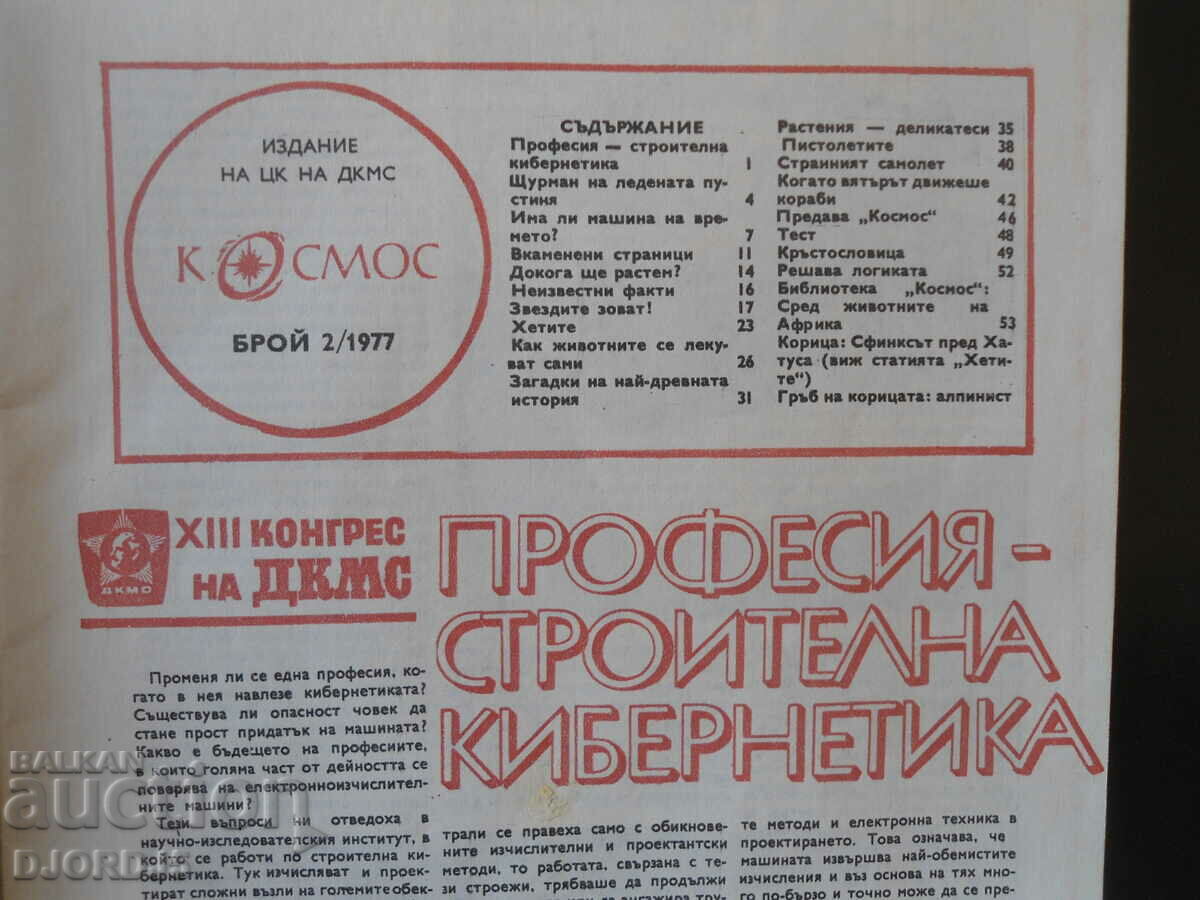 ИЗДАНИЕ
НА ЦК НА ДКМС
КОСМОС
БРОЙ 2/1977
СЪДЪРЖАНИЕ
Професия — строителна
кибернетика 1
Щурман на ледената пу-
стиня 4
Има ли машина на вре-
мето? 7
Вкаменени страници 11
Докога ще растем? 14
Неизвестни факти 16
Звездите зоват! 17
Хетите 23
Как животните се леку-
ват сами 26
Загадки на най-древната
история 31
Растения — деликатеси 35
Пистолетите 38
Страиният самолет 40
Когато вятърът движеше
кораби 42
Предава „Космос“ 46
Тест 48
Кръстословица 49
Решава логиката 52
Библиотека „Космос“:
Сред животните на
Африка 53
Корица: Сфинксът пред Ха-
туса (виж статията „Хети-
те“)
Гръб на корицата: алпинист
XIII КОНГРЕС
НА ДКМС
ДКМО
ПРОФЕСИЯ -
СТРОИТЕЛНА
КИБЕРНЕТИКА
Променя ли се една професия, ко-
гато в нея навлезе кибернетиката?
Съществува ли опасност човек да
стане прост придатък на машината?
Какво е бъдещето на професиите,
в които голяма част от дейността се
поверява на електронноизчислител-
ните машини?
Тези въпроси ни отведоха в
научно-изследователския институт, в
който се работи по строителна ки-
бернетика. Тук изчисляват и проек-
тират сложни възли на големите обек-
трали се правеха само с обикнове-
ните изчислителни и проектантски
методи, то работата, свързана с те-
зи строежи, трябваше да продължи
те методи и електронна техника в
проектирането. Това означава, че
машината извършва най-обемистите
изчисления и въз основа на тях мно-
го по-бързо и точно може да се пре-
BALKAN
auction
DJORDJE